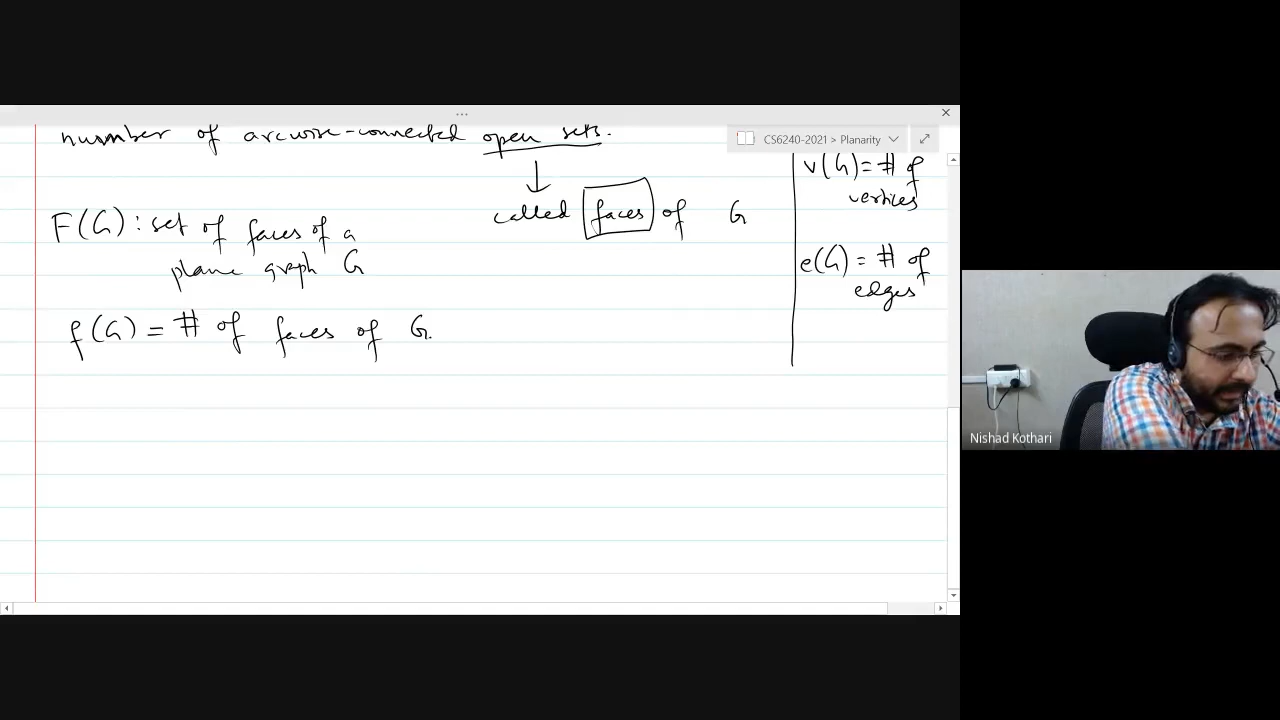 number of arcwise-connected open sets.
CS6240-2021 > Planarity
called faces of G
F(G): set of faces of a
plane graph G
f(G) = # of faces of G.
v(G) = # of
vertices
e(G) = # of
edges
Nishad Kothari